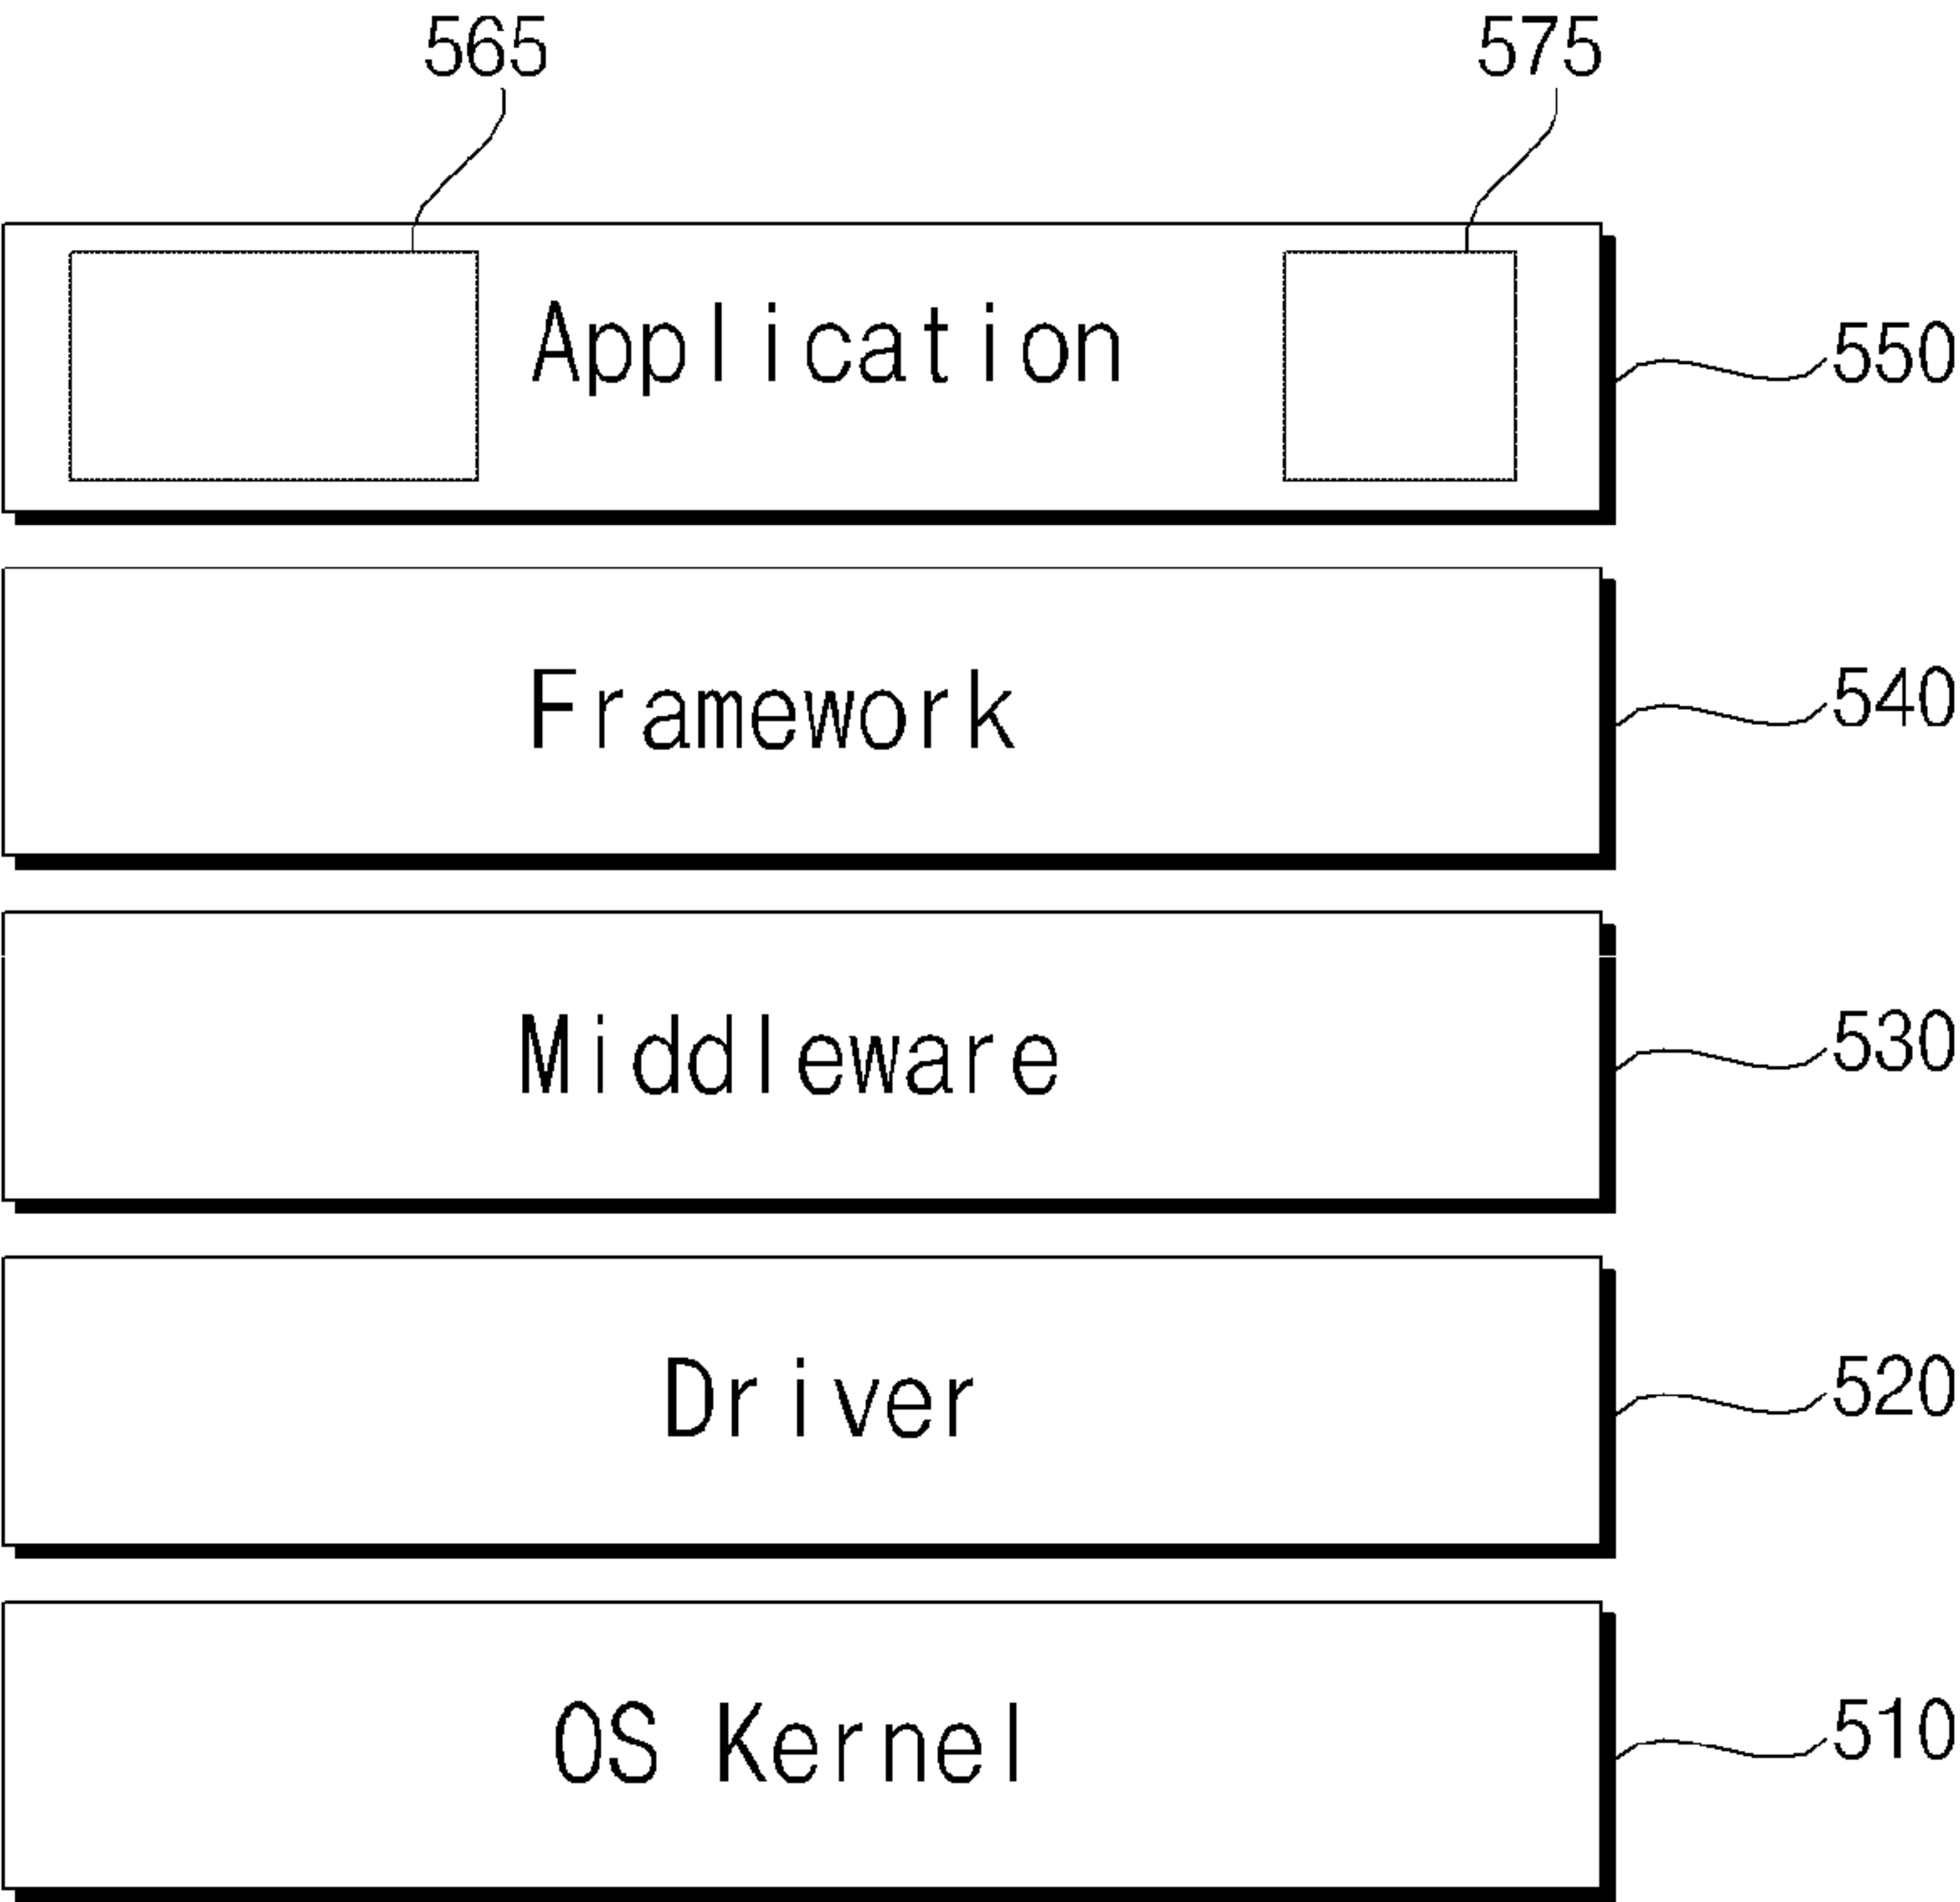 565 575
Application 550
Framework 540
Middleware 530
Driver 520
OS Kernel 510